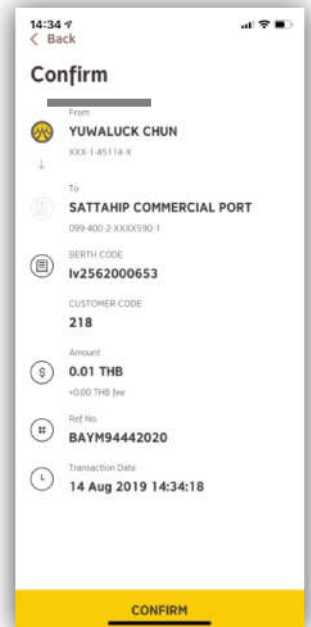 14:34
Back
Confirm
From
YUWALUCK CHUN
XXX-1-45114-X
To
SATTAHIP COMMERCIAL PORT
099-400-2-XXXX590-1
BERTH CODE
Iv2562000653
CUSTOMER CODE
218
Amount
0.01 THB
+0.00 THB fee
Ref No.
BAYM94442020
Transaction Date
14 Aug 2019 14:34:18
CONFIRM